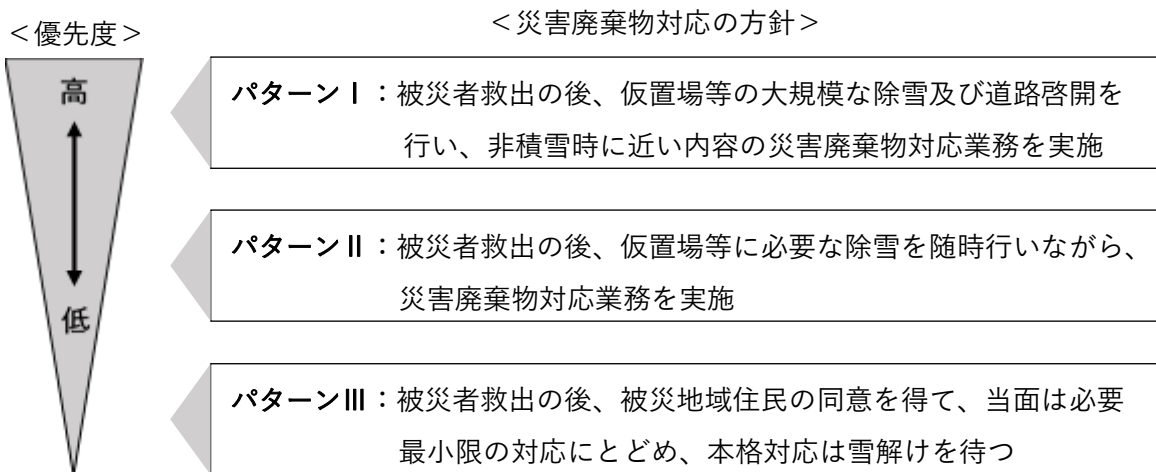 ＜優先度＞
＜災害廃棄物対応の方針＞
高
低
パターンⅠ：被災者救出の後、仮置場等の大規模な除雪及び道路啓開を
行い、非積雪時に近い内容の災害廃棄物対応業務を実施
パターンⅡ：被災者救出の後、仮置場等に必要な除雪を随時行いながら、
災害廃棄物対応業務を実施
パターンⅢ：被災者救出の後、被災地域住民の同意を得て、当面は必要
最小限の対応にとどめ、本格対応は雪解けを待つ